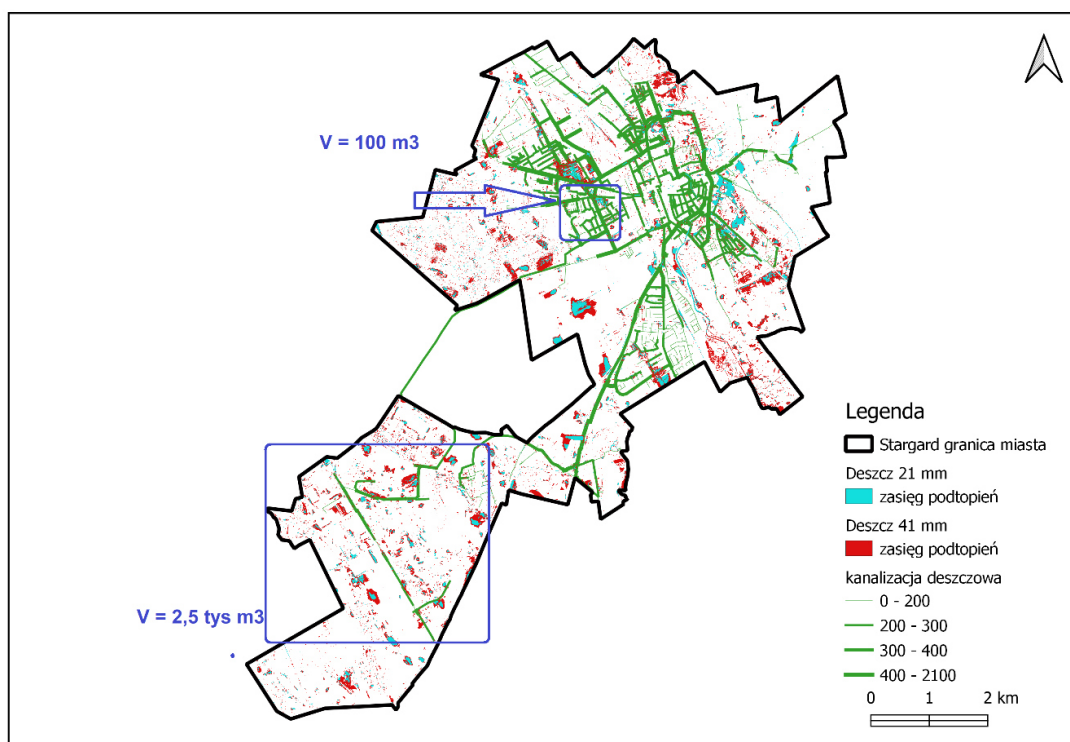 V = 100 m3
V = 2,5 tys m3
Legenda
Stargard granica miasta
Deszcz 21 mm
zasięg podtopień
Deszcz 41 mm
zasięg podtopień
kanalizacja deszczowa
0 - 200
200 - 300
300 - 400
400 - 2100
0 1 2 km